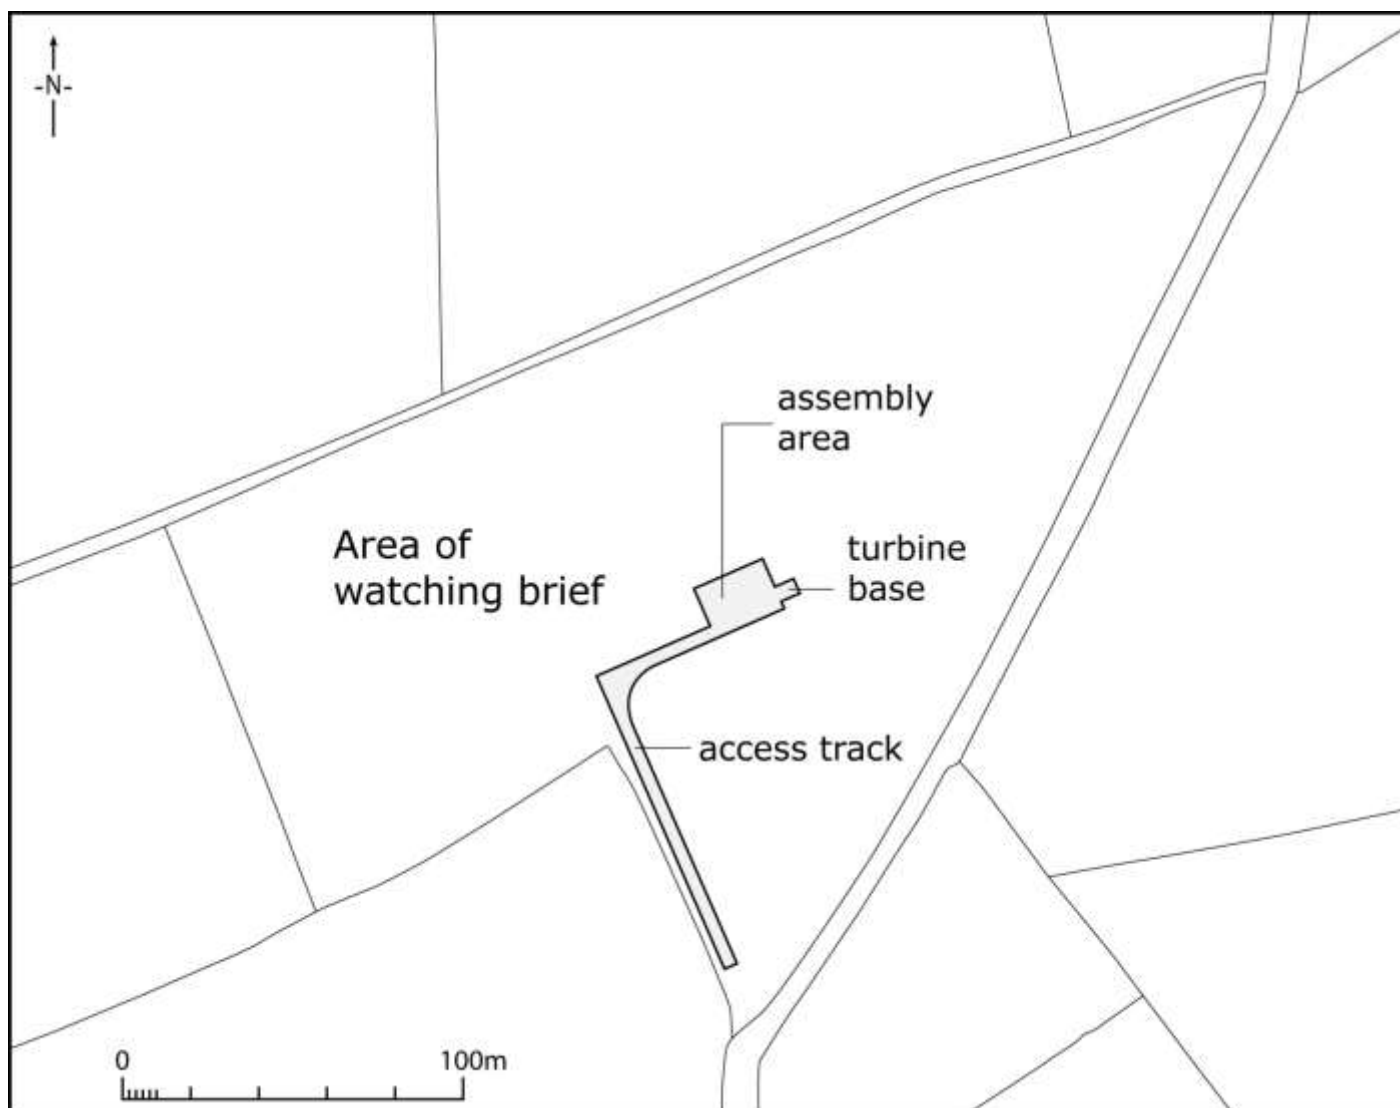 -N-
assembly
area
Area of
watching brief
turbine
base
access track
0 100m